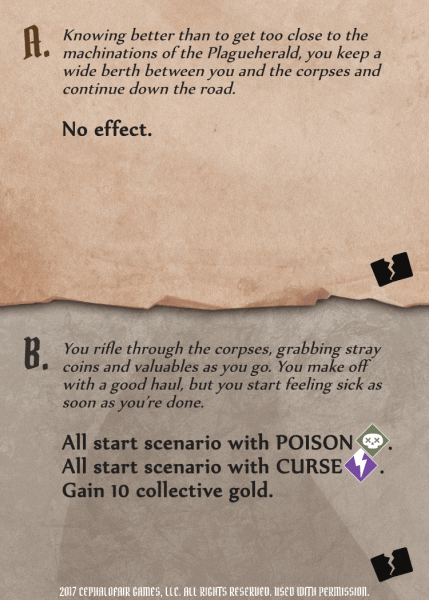 A.
Knowing better than to get too close to the
machinations of the Plagueherald, you keep a
wide berth between you and the corpses and
continue down the road.
No effect.
B.
You rifle through the corpses, grabbing stray
coins and valuables as you go. You make off
with a good haul, but you start feeling sick as
soon as you're done.
All start scenario with POISON .
All start scenario with CURSE .
Gain 10 collective gold.
2017 CEPHALOFAIR GAMES, LLC. ALL RIGHTS RESERVED. USED WITH PERMISSION.